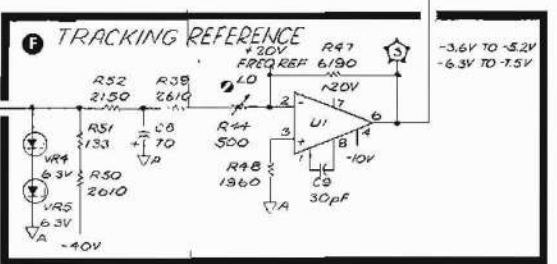 F TRACKING REFERENCE
+20V
FREQ REF
LO
R47
6190
3
-3.6V TO -5.2V
-6.3V TO -7.5V
R52
2150
R39
2610
~20V
2
-
7
6
U1
R51
133
C8
70
+
A
R44
500
3
+
8
4
-10V
1
VR4
6.3V
R50
2610
R48
1960
C9
30pF
VR5
6.3V
A
-40V
A